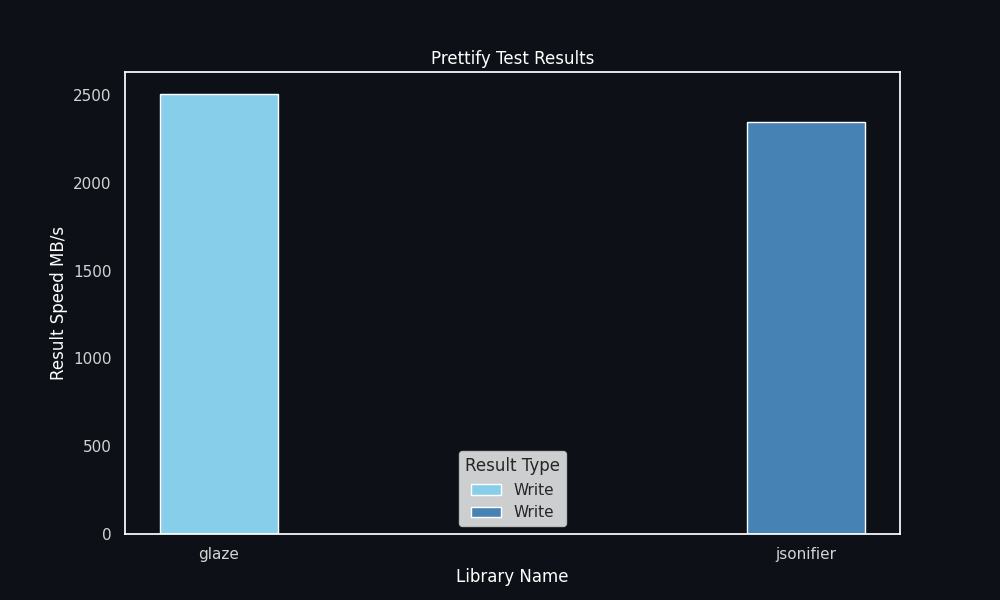 Prettify Test Results
Result Speed MB/s
2500
2000
1500
1000
500
0
Result Type
Write
Write
glaze
jsonifier
Library Name